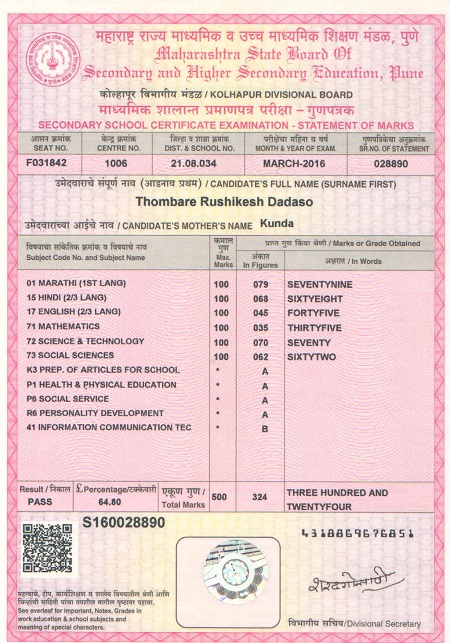 महाराष्ट्र राज्य माध्यमिक व उच्च माध्यमिक शिक्षण मंडळ, पुणे
Maharashtra State Board Of
Secondary and Higher Secondary Education, Pune
कोल्हापूर विभागीय मंडळ / KOLHAPUR DIVISIONAL BOARD
माध्यमिक शालान्त प्रमाणपत्र परीक्षा – गुणपत्रक
SECONDARY SCHOOL CERTIFICATE EXAMINATION - STATEMENT OF MARKS
आसन क्रमांक केंद्र क्रमांक जिल्हा व शाळा क्रमांक परीक्षेचा महिना व वर्ष गुणपत्रिकेचा अनुक्रमांक
SEAT NO. CENTRE NO. DIST. & SCHOOL NO. MONTH & YEAR OF EXAM. SR.NO. OF STATEMENT
F031842 1006 21.08.034 MARCH-2016 028890
उमेदवाराचे संपूर्ण नाव (आडनाव प्रथम) / CANDIDATE'S FULL NAME (SURNAME FIRST)
Thombare Rushikesh Dadaso
उमेदवाराच्या आईचे नाव / CANDIDATE'S MOTHER'S NAME Kunda
विषयाचा सांकेतिक क्रमांक व विषयाचे नाव
Subject Code No. and Subject Name
कमाल
गुण
Max.
Marks
प्राप्त गुण किंवा श्रेणी / Marks or Grade Obtained
अंकात
In Figures
अक्षरात / In Words
01 MARATHI (1ST LANG) 100 079 SEVENTYNINE
15 HINDI (2/3 LANG) 100 068 SIXTYEIGHT
17 ENGLISH (2/3 LANG) 100 045 FORTYFIVE
71 MATHEMATICS 100 035 THIRTYFIVE
72 SCIENCE & TECHNOLOGY 100 070 SEVENTY
73 SOCIAL SCIENCES 100 062 SIXTYTWO
K3 PREP. OF ARTICLES FOR SCHOOL * A
P1 HEALTH & PHYSICAL EDUCATION * A
P6 SOCIAL SERVICE * A
R6 PERSONALITY DEVELOPMENT * A
41 INFORMATION COMMUNICATION TEC * B
Result / निकाल £Percentage/टक्केवारी एकूण गुण / 500 324 THREE HUNDRED AND
PASS 64.80 Total Marks TWENTYFOUR
S160028890
4318869676851
महत्वाचे, टीप, कार्यशिक्षण व शालेय विषयातील श्रेणी आणि
चिन्हांची माहिती यांचा तपशील मागील पृष्ठावर पहावा.
See overleaf for important, Notes, Grades in
work education & school subjects and
meaning of special characters.
विभागीय सचिव/Divisional Secretary